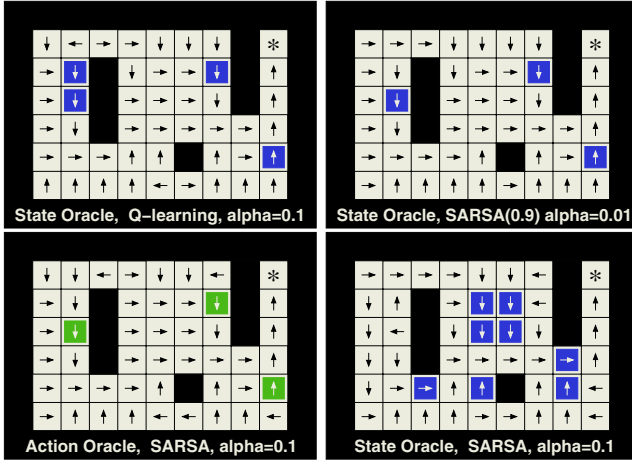 State Oracle, Q-learning, alpha=0.1
State Oracle, SARSA(0.9) alpha=0.01
Action Oracle, SARSA, alpha=0.1
State Oracle, SARSA, alpha=0.1